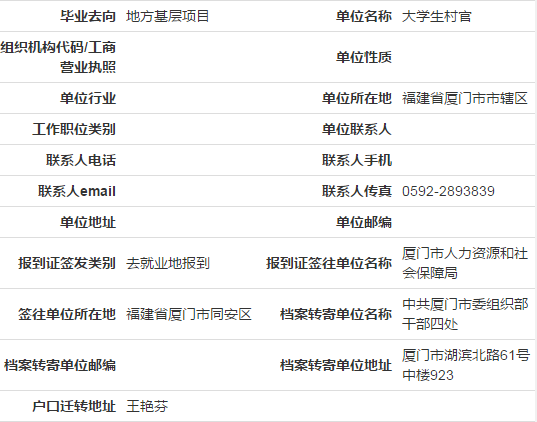 毕业去向 地方基层项目 单位名称 大学生村官
组织机构代码/工商
营业执照 单位性质
单位行业 单位所在地 福建省厦门市市辖区
工作职位类别 单位联系人
联系人电话 联系人手机
联系人email 联系人传真 0592-2893839
单位地址 单位邮编
报到证签发类别 去就业地报到 报到证签往单位名称 厦门市人力资源和社
会保障局
签往单位所在地 福建省厦门市同安区 档案转寄单位名称 中共厦门市委组织部
干部四处
档案转寄单位邮编 档案转寄单位地址 厦门市湖滨北路61号
中楼923
户口迁转地址 王艳芬